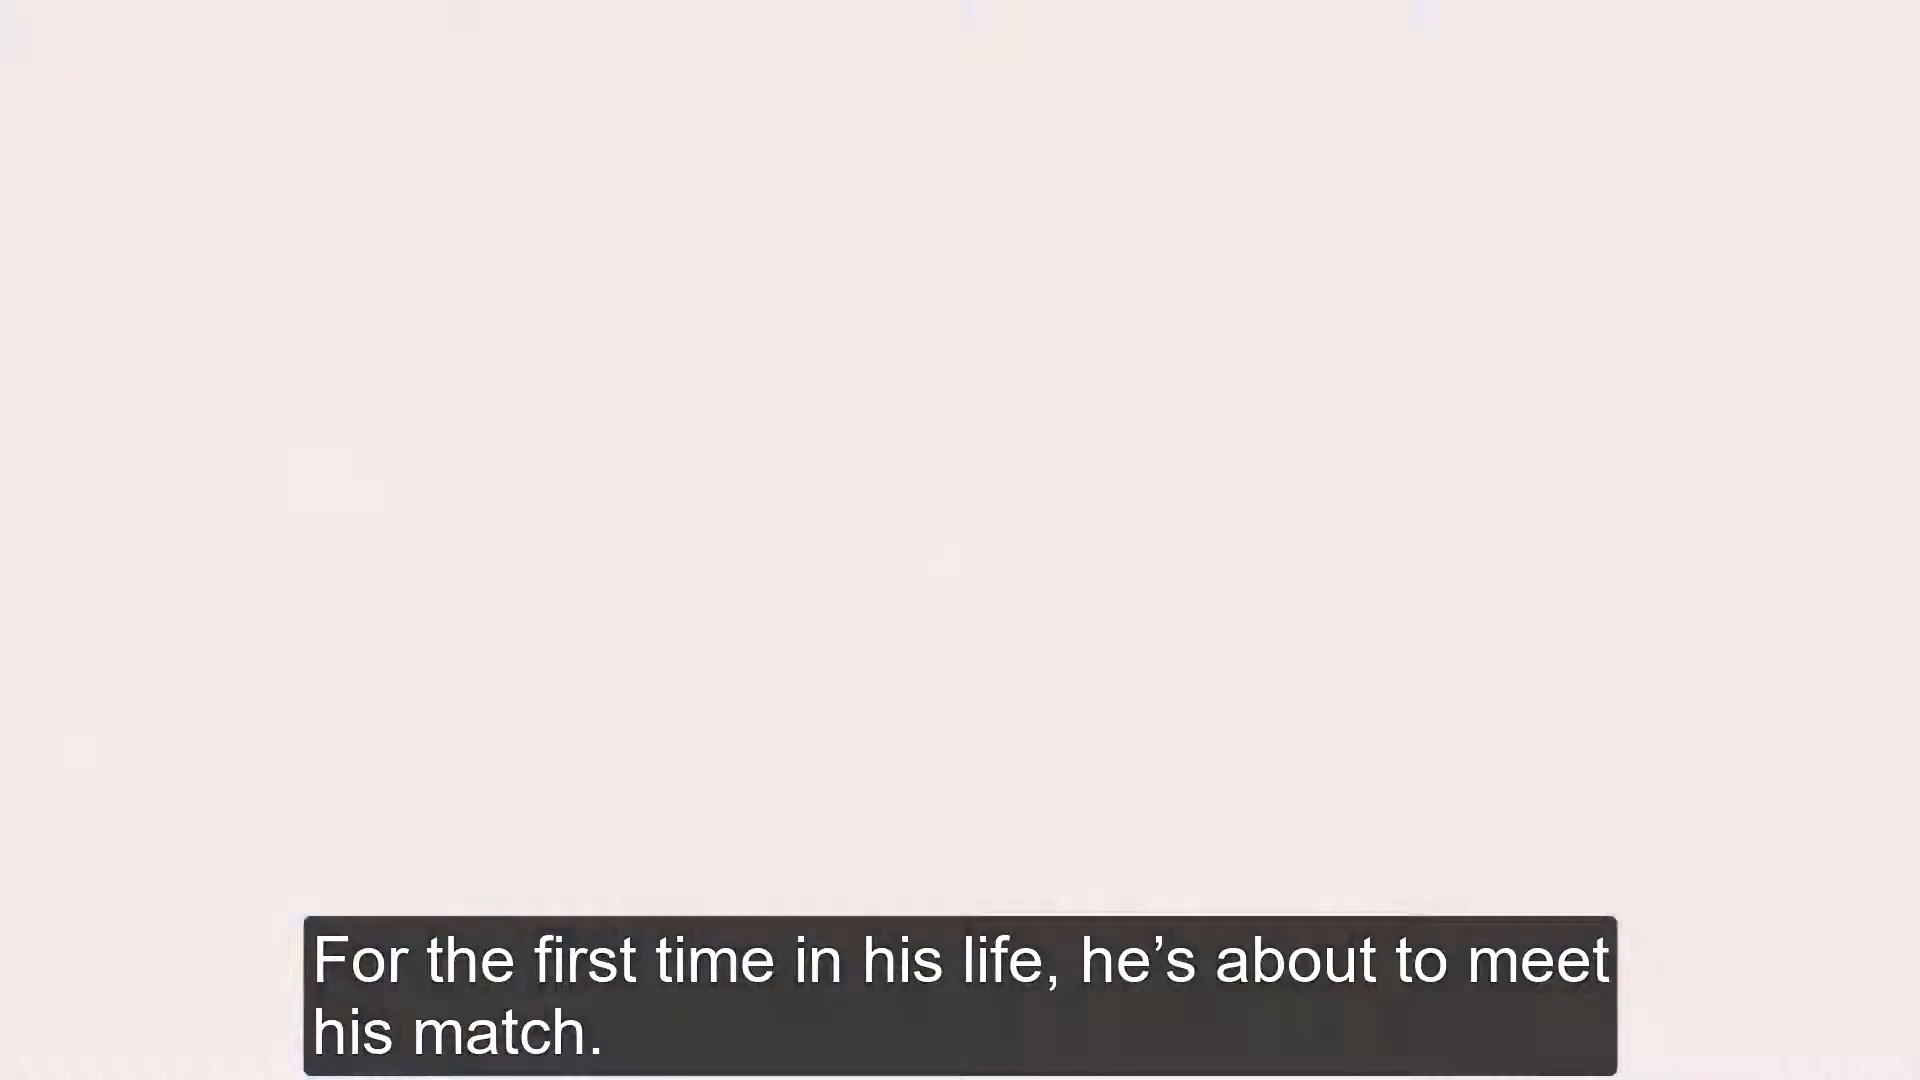 For the first time in his life, he’s about to meet
his match.